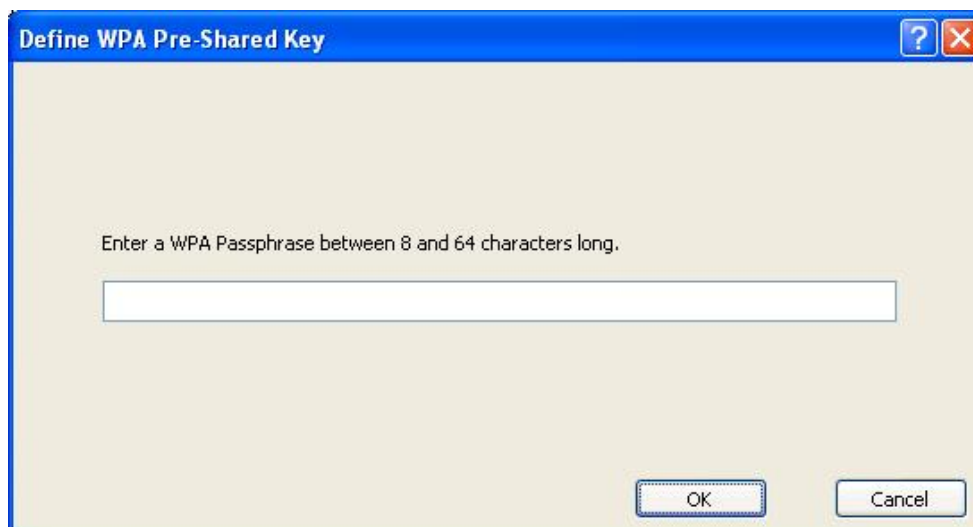 Define WPA Pre-Shared Key
?
Enter a WPA Passphrase between 8 and 64 characters long.
OK Cancel